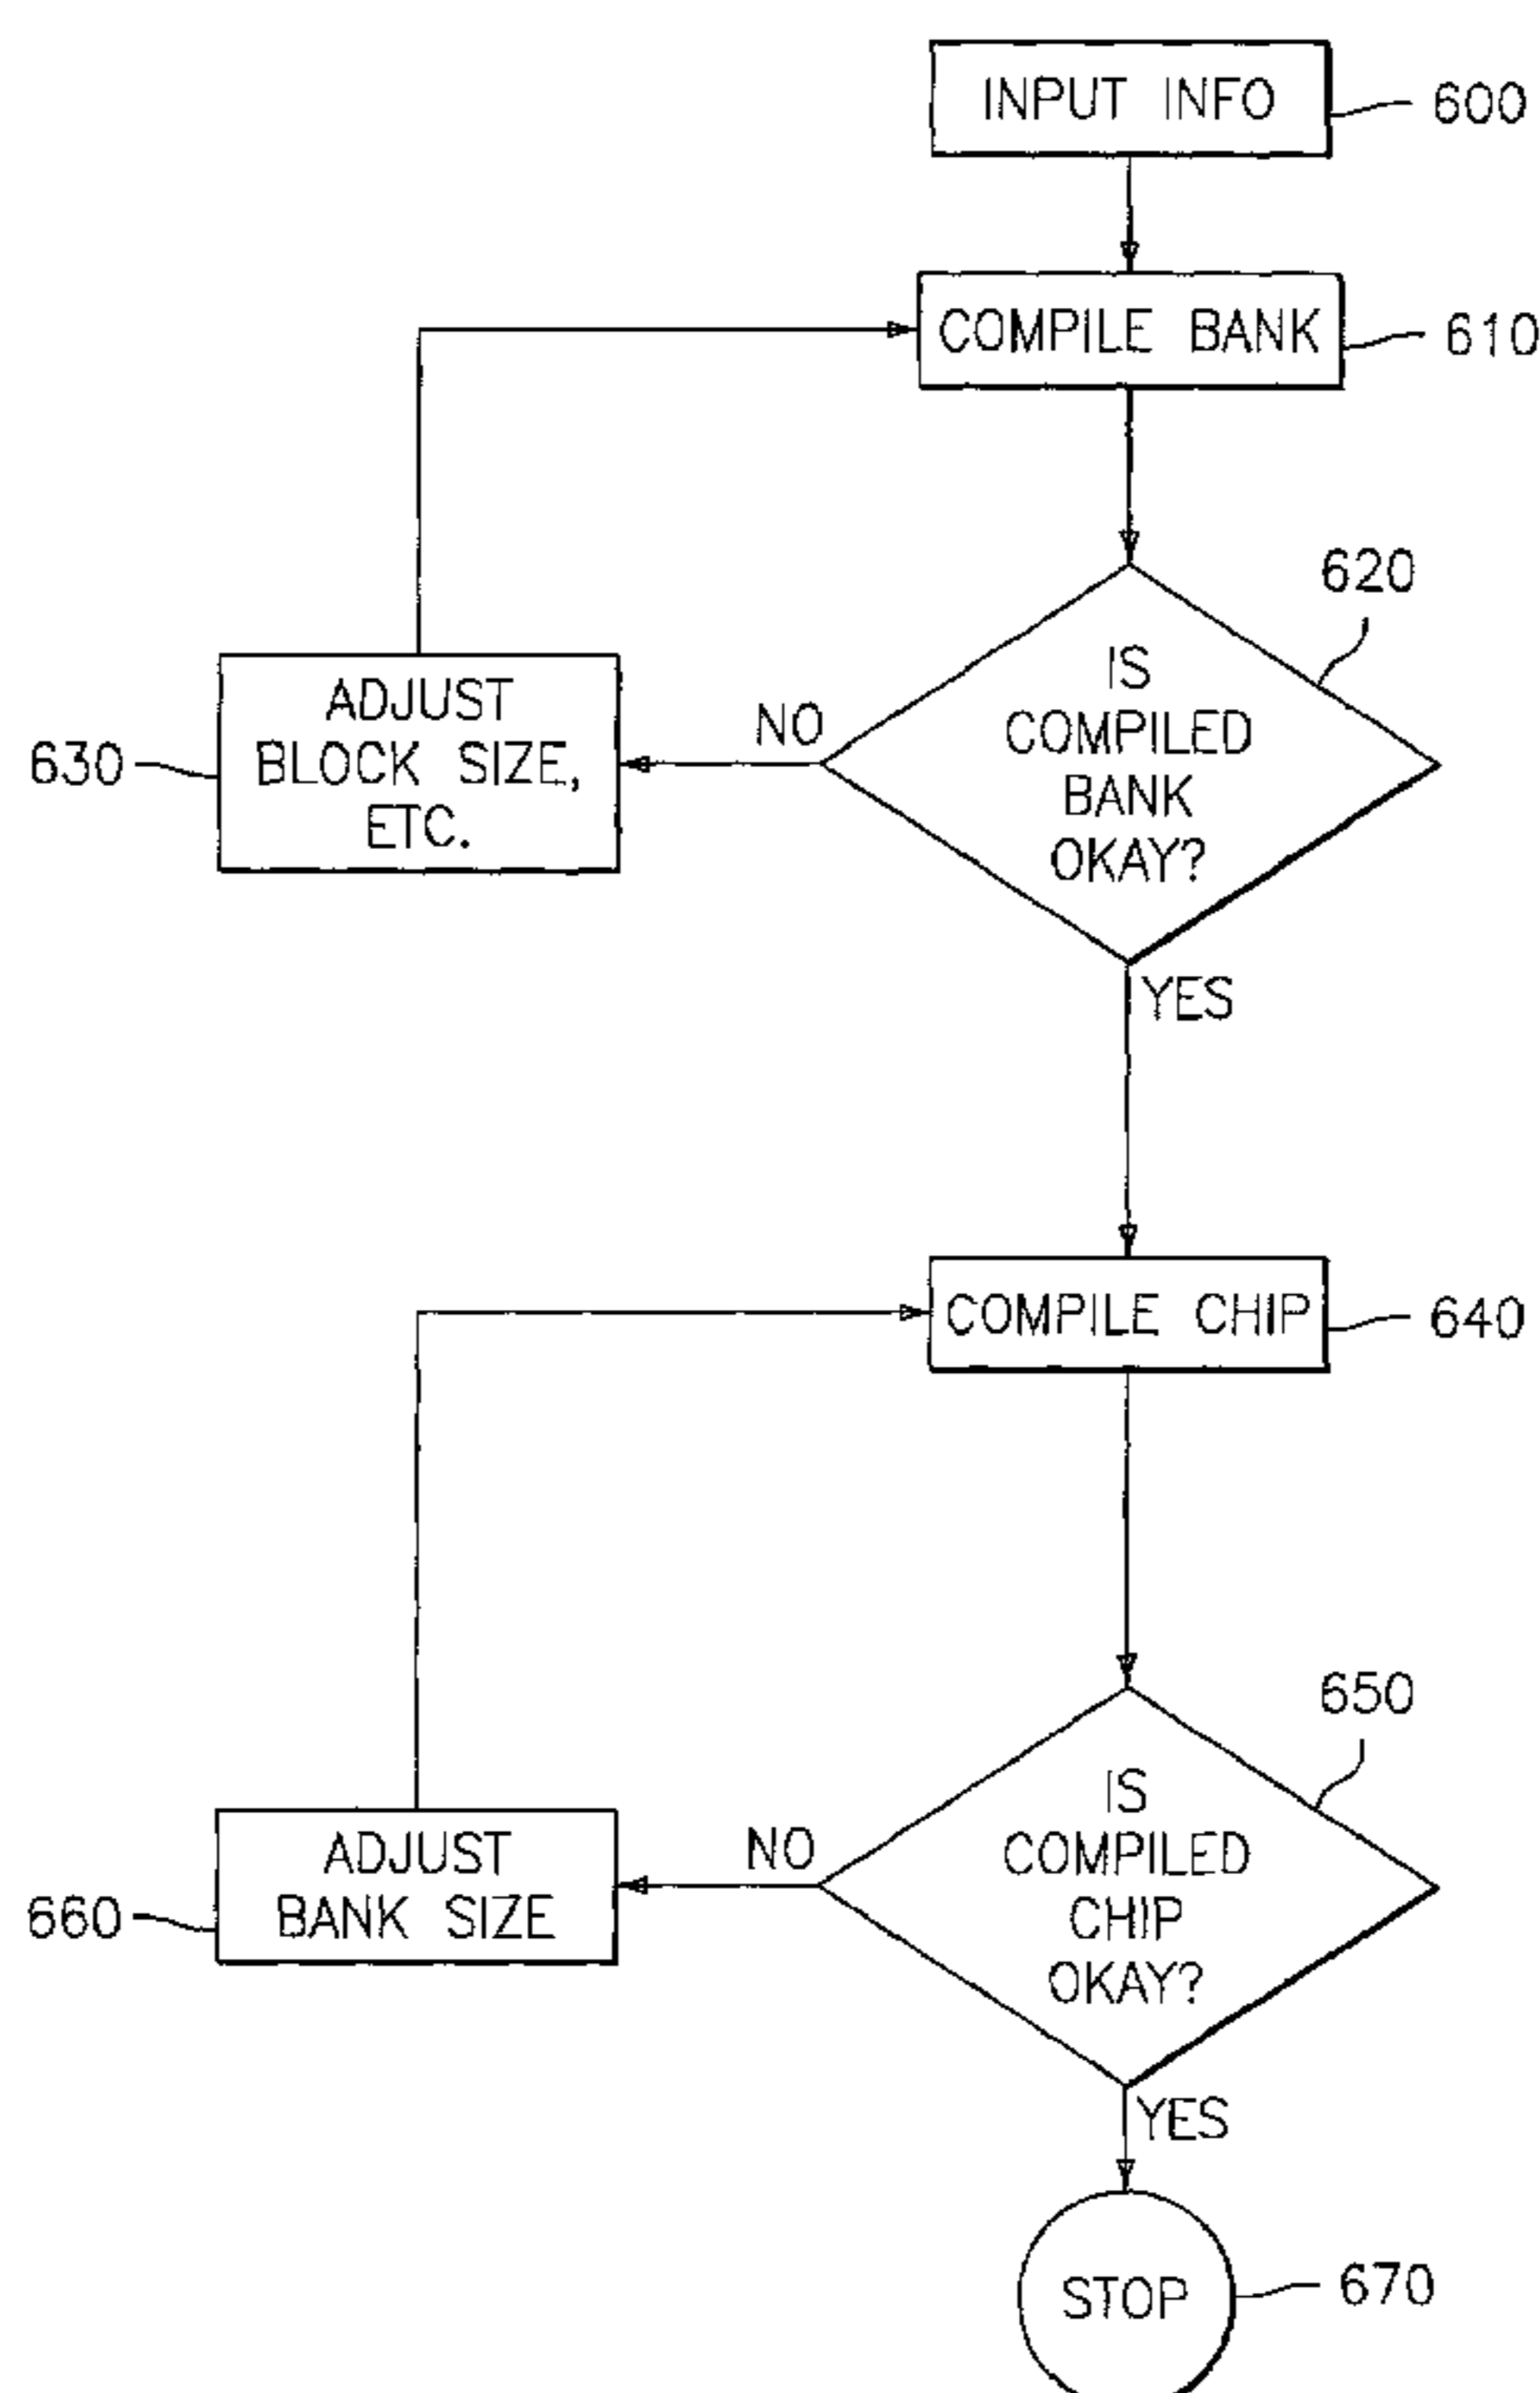 INPUT INFO
600
COMPILE BANK
610
620
IS
COMPILED
BANK
OKAY?
NO
ADJUST
BLOCK SIZE,
ETC.
630
YES
COMPILE CHIP
640
650
IS
COMPILED
CHIP
OKAY?
NO
ADJUST
BANK SIZE
660
YES
STOP
670